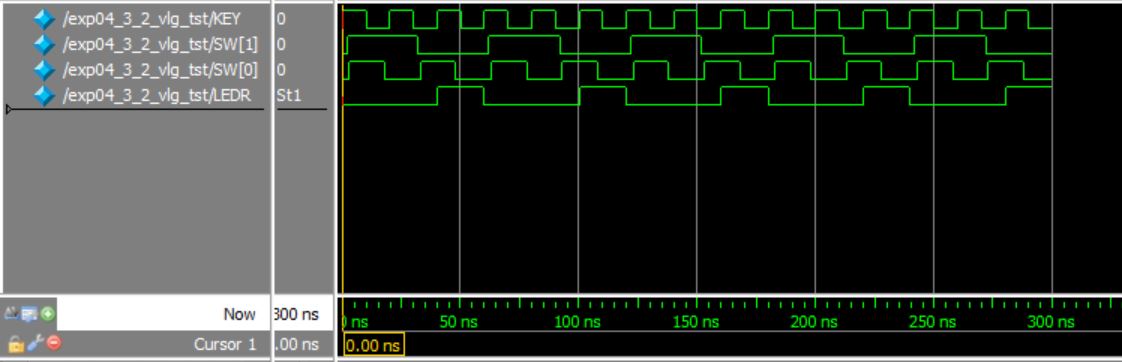 /exp04_3_2_vlg_tst/KEY 0
/exp04_3_2_vlg_tst/SW[1] 0
/exp04_3_2_vlg_tst/SW[0] 0
/exp04_3_2_vlg_tst/LEDR St1
Now 300 ns
) ns 50 ns 100 ns 150 ns 200 ns 250 ns 300 ns
Cursor 1 .00 ns 0.00 ns